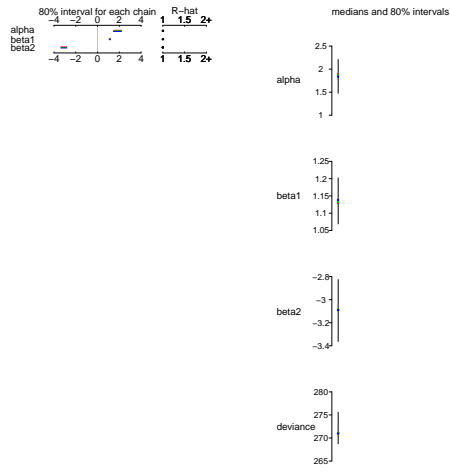 80% interval for each chain R−hat
−4 −2 0 2 4 1 1.5 2+
alpha
beta1
beta2
−4 −2 0 2 4 1 1.5 2+
medians and 80% intervals
alpha
2.5
2
1.5
1
beta1
1.25
1.2
1.15
1.1
1.05
beta2
−2.8
−3
−3.2
−3.4
deviance
280
275
270
265